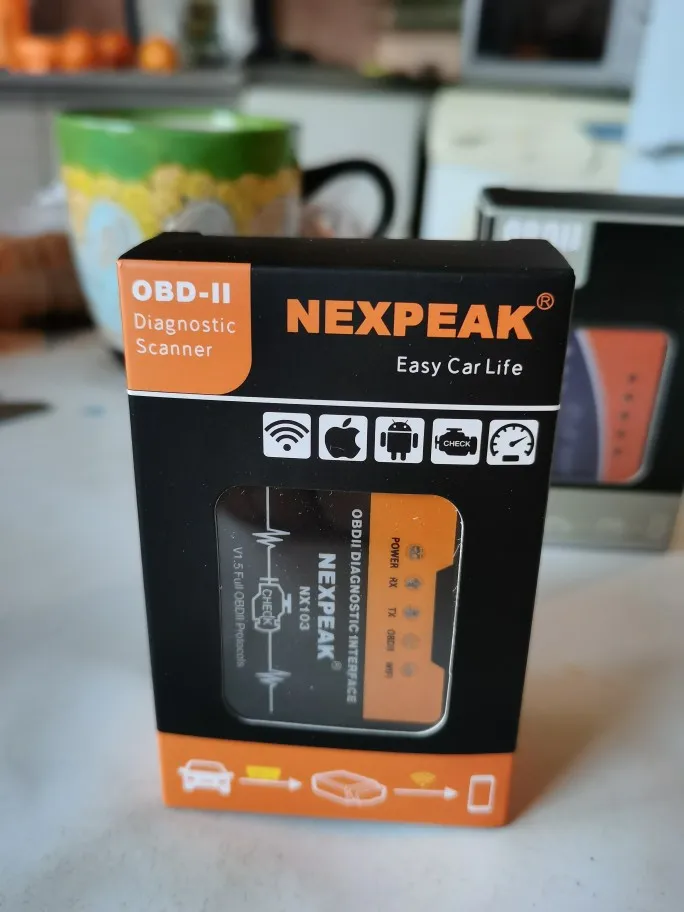 OBD-II
Diagnostic
Scanner
NEXPEAK®
Easy Car Life
CHECK
OBDII DIAGNOSTIC INTERFACE
NEXPEAK®
NX103
CHECK
V1.5 Full OBDII Protocols
POWER
RX
TX
OBDII
WIFI
OBDII